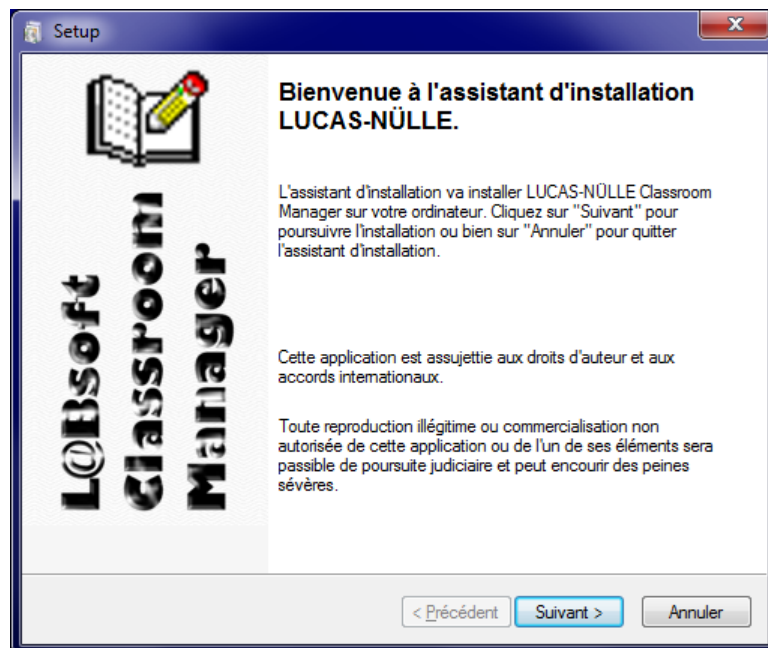 Setup
L@Bsoft
Classroom
Manager
Bienvenue à l'assistant d'installation
LUCAS-NÜLLE.
L'assistant d'installation va installer LUCAS-NÜLLE Classroom
Manager sur votre ordinateur. Cliquez sur "Suivant" pour
poursuivre l'installation ou bien sur "Annuler" pour quitter
l'assistant d'installation.
Cette application est assujettie aux droits d'auteur et aux
accords internationaux.
Toute reproduction illégitime ou commercialisation non
autorisée de cette application ou de l'un de ses éléments sera
passible de poursuite judiciaire et peut encourir des peines
sévères.
< Précédent
Suivant >
Annuler